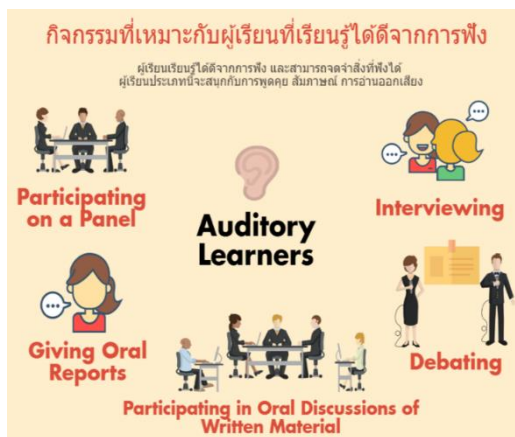 กิจกรรมที่เหมาะกับผู้เรียนที่เรียนรู้ได้ดีจากการฟัง
ผู้เรียนเรียนรู้ได้ดีจากการฟัง และสามารถจดจำสิ่งที่ฟังได้
ผู้เรียนประเภทนี้จะสนุกกับการพูดคุย สัมภาษณ์ การอ่านออกเสียง
Participating
on a Panel
Auditory
Learners
Interviewing
Giving Oral
Reports
Debating
Participating in Oral Discussions of
Written Material